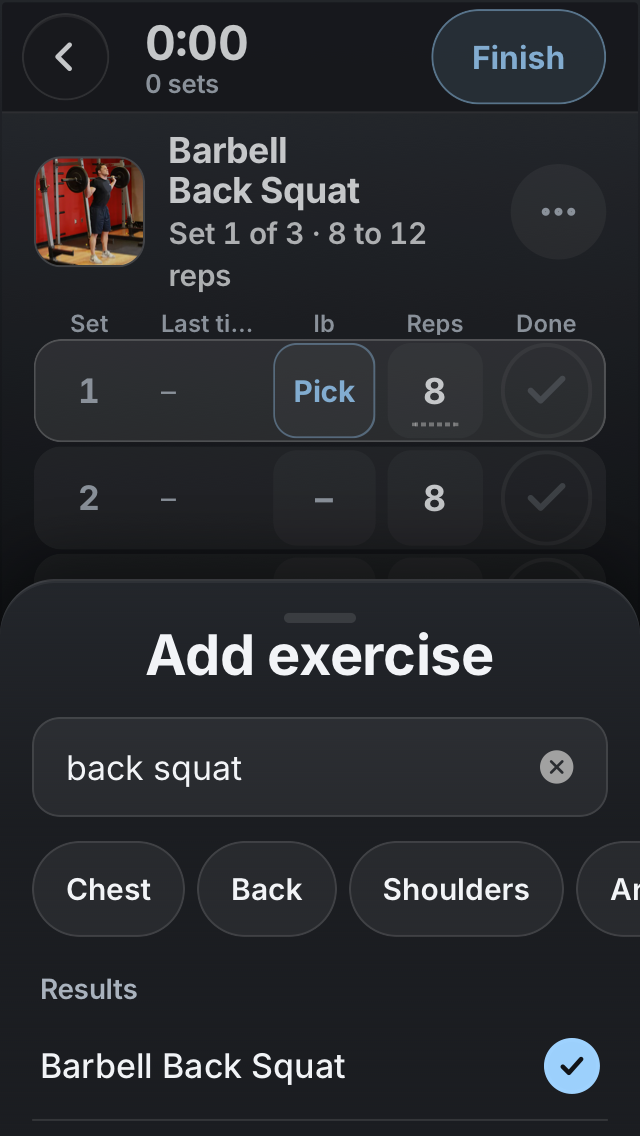 0:00
0 sets
Finish
Barbell
Back Squat
Set 1 of 3 · 8 to 12
reps
Set Last ti... lb Reps Done
1 – Pick 8
2 – – 8
Add exercise
back squat
Chest Back Shoulders
Results
Barbell Back Squat